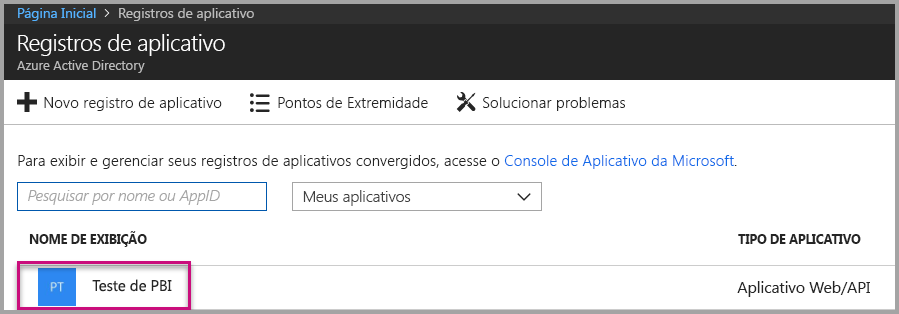 Página Inicial > Registros de aplicativo
Registros de aplicativo
Azure Active Directory
Novo registro de aplicativo Pontos de Extremidade Solucionar problemas
Para exibir e gerenciar seus registros de aplicativos convergidos, acesse o Console de Aplicativo da Microsoft.
Pesquisar por nome ou AppID Meus aplicativos
NOME DE EXIBIÇÃO TIPO DE APLICATIVO
PT Teste de PBI Aplicativo Web/API